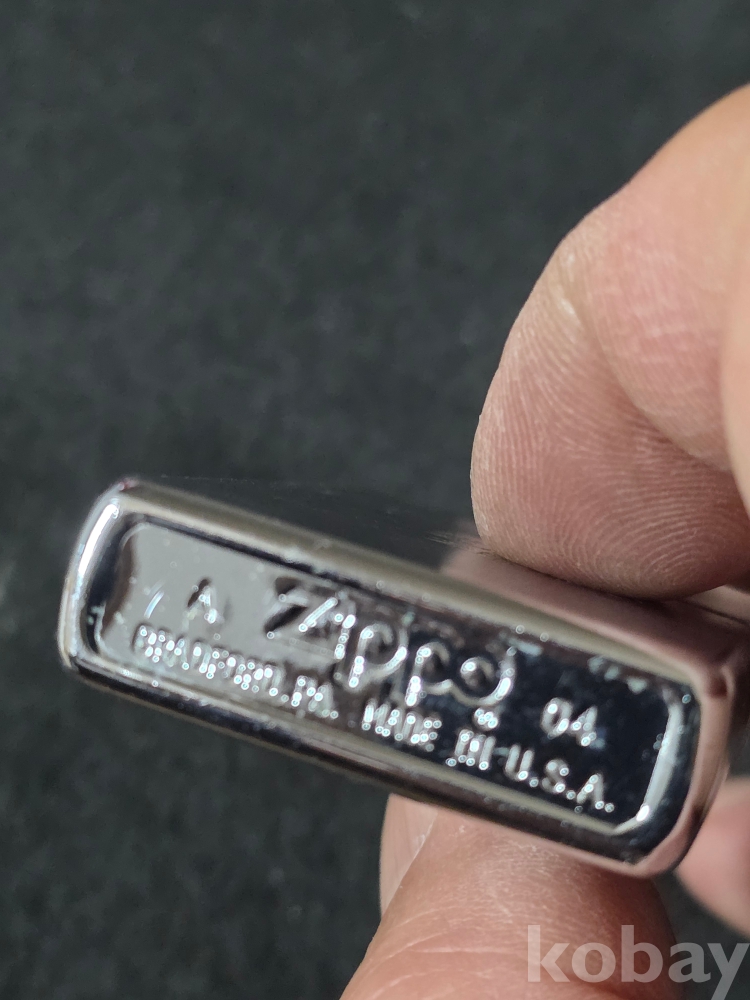 A Zippo ® 04
BRADFORD, PA. MADE IN U.S.A.
kobay